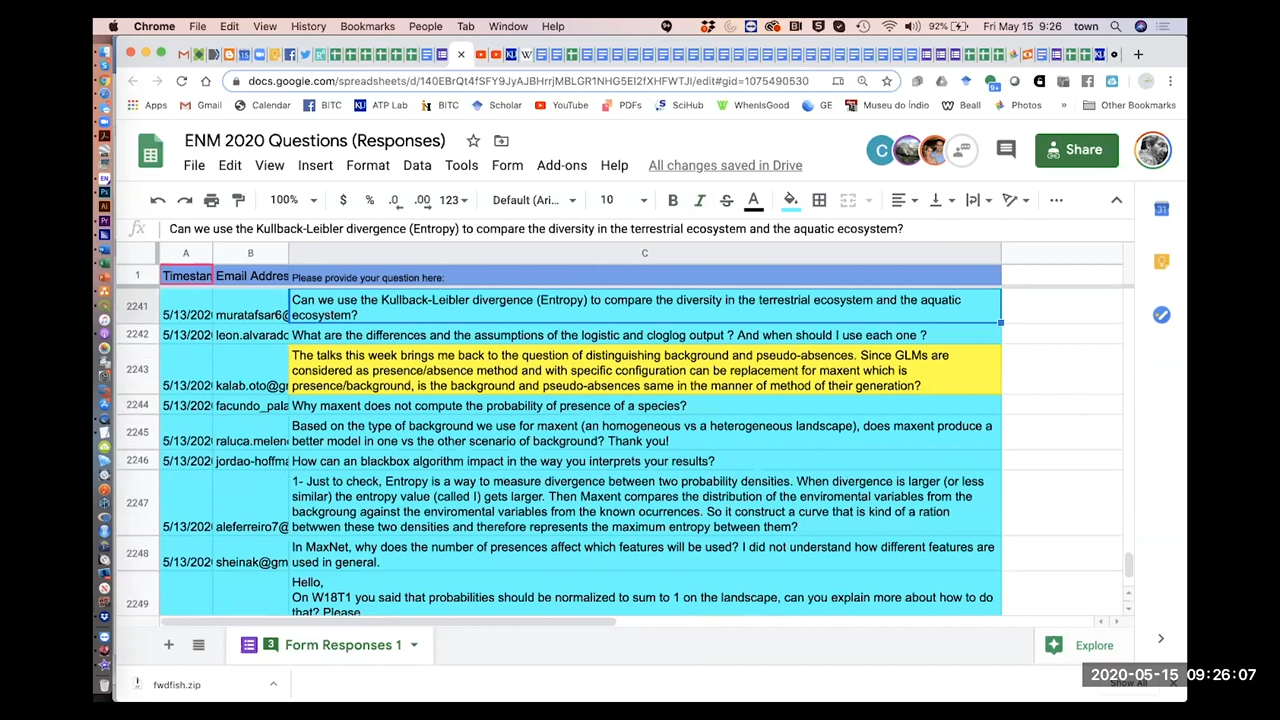 Chrome File Edit View History Bookmarks People Tab Window Help 92% Fri May 15 9:26 town
docs.google.com/spreadsheets/d/140EBrQt4fSFY9JyAJBHrrjMELGR1NHG5EI2fXHFWTJI/edit#gid=1075490530
Apps Gmail Calendar BITC ATP Lab BITC Scholar YouTube PDFs SciHub WhenIsGood GE Museu do Índio Beall Photos » Other Bookmarks
ENM 2020 Questions (Responses)
File Edit View Insert Format Data Tools Form Add-ons Help All changes saved in Drive
Share
100% $ % .0 .00 123 Default (Ari... 10 B I S A
fx Can we use the Kullback-Leibler divergence (Entropy) to compare the diversity in the terrestrial ecosystem and the aquatic ecosystem?
A B C
1 Timestan Email Addres Please provide your question here:
2241 5/13/2020 muratafsar6@ Can we use the Kullback-Leibler divergence (Entropy) to compare the diversity in the terrestrial ecosystem and the aquatic
ecosystem?
2242 5/13/2020 leon.alvarado What are the differences and the assumptions of the logistic and cloglog output ? And when should I use each one ?
2243 5/13/2020 kalab.oto@gm The talks this week brings me back to the question of distinguishing background and pseudo-absences. Since GLMs are
considered as presence/absence method and with specific configuration can be replacement for maxent which is
presence/background, is the background and pseudo-absences same in the manner of method of their generation?
2244 5/13/2020 facundo_pala Why maxent does not compute the probability of presence of a species?
2245 5/13/2020 raluca.melen Based on the type of background we use for maxent (an homogeneous vs a heterogeneous landscape), does maxent produce a
better model in one vs the other scenario of background? Thank you!
2246 5/13/2020 jordao-hoffma How can an blackbox algorithm impact in the way you interprets your results?
2247 5/13/2020 aleferreiro7@ 1- Just to check, Entropy is a way to measure divergence between two probability densities. When divergence is larger (or less
similar) the entropy value (called I) gets larger. Then Maxent compares the distribution of the enviromental variables from the
backgroung against the enviromental variables from the known ocurrences. So it construct a curve that is kind of a ration
betwven these two densities and therefore represents the maximum entropy between them?
2248 5/13/2020 sheinak@gm In MaxNet, why does the number of presences affect which features will be used? I did not understand how different features are
used in general.
2249 Hello,
On W18T1 you said that probabilities should be normalized to sum to 1 on the landscape, can you explain more about how to do
that? Please
3 Form Responses 1
Explore
fwdfish.zip
2020-05-15 09:26:07